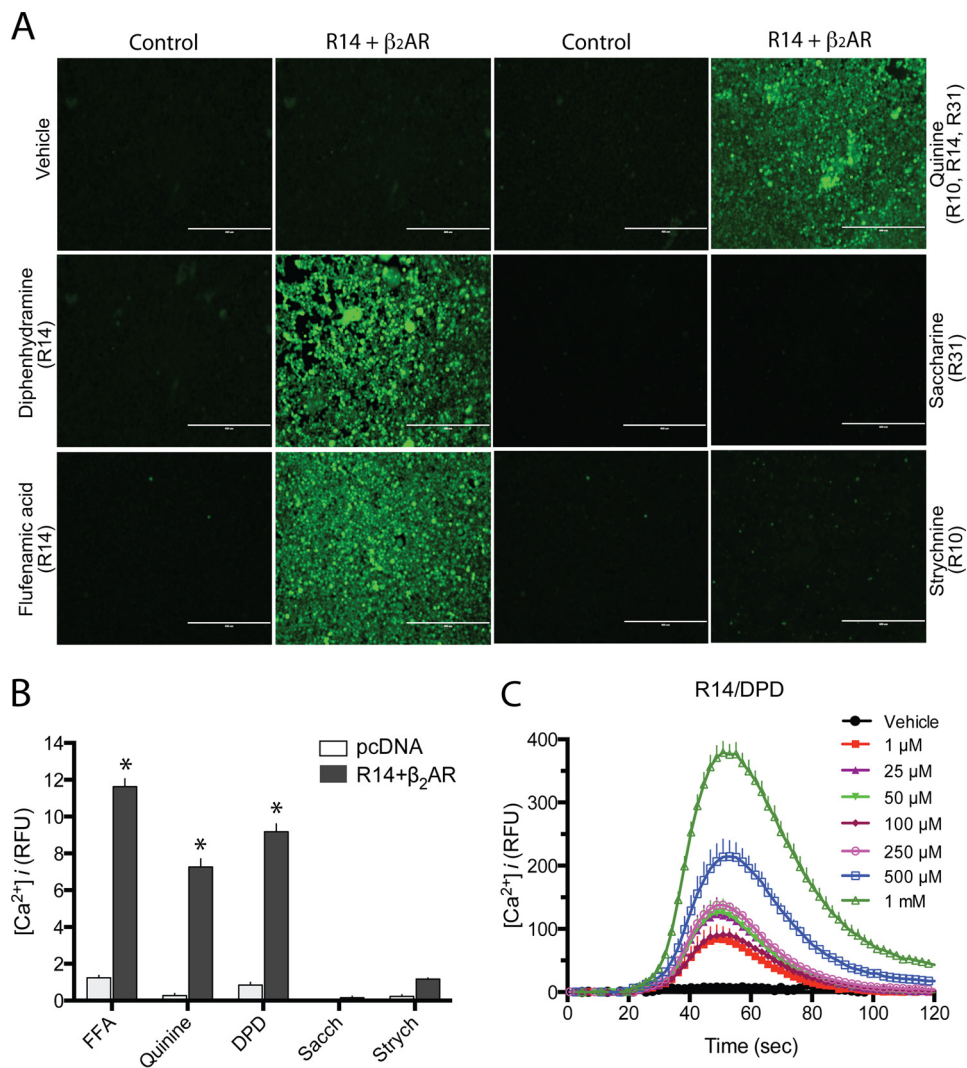 A
Control
R14 + β₂AR
Control
R14 + β₂AR
Vehicle
Quinine
(R10, R14, R31)
Diphenhydramine
(R14)
Saccharine
(R31)
Flufenamic acid
(R14)
Strychnine
(R10)
B
[Ca²⁺] i (RFU)
14
12
10
8
6
4
2
0
pcDNA
R14+β₂AR
*
*
*
FFA
Quinine
DPD
Sacch
Strych
C
R14/DPD
[Ca²⁺] i (RFU)
400
300
200
100
0
0
20
40
60
80
100
120
Time (sec)
Vehicle
1 µM
25 µM
50 µM
100 µM
250 µM
500 µM
1 mM